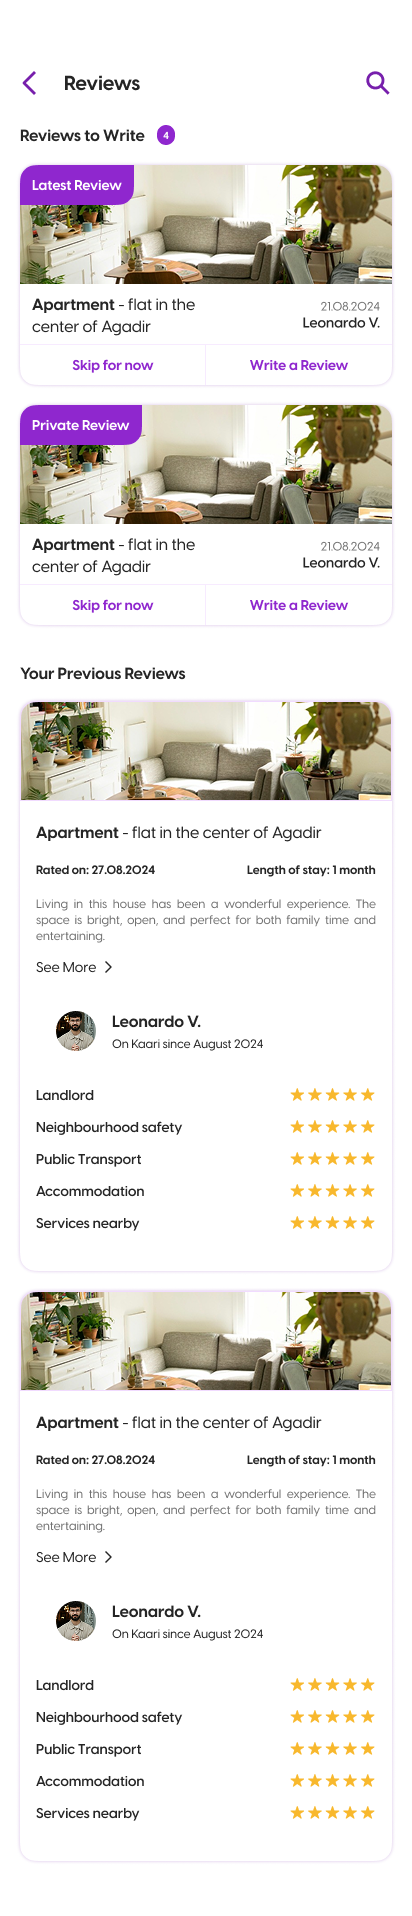 Reviews
Reviews to Write 4
Latest Review
Apartment - flat in the
center of Agadir
21.08.2024
Leonardo V.
Skip for now
Write a Review
Private Review
Apartment - flat in the
center of Agadir
21.08.2024
Leonardo V.
Skip for now
Write a Review
Your Previous Reviews
Apartment - flat in the center of Agadir
Rated on: 27.08.2024
Length of stay: 1 month
Living in this house has been a wonderful experience. The
space is bright, open, and perfect for both family time and
entertaining.
See More
Leonardo V.
On Kaari since August 2024
Landlord
Neighbourhood safety
Public Transport
Accommodation
Services nearby
Apartment - flat in the center of Agadir
Rated on: 27.08.2024
Length of stay: 1 month
Living in this house has been a wonderful experience. The
space is bright, open, and perfect for both family time and
entertaining.
See More
Leonardo V.
On Kaari since August 2024
Landlord
Neighbourhood safety
Public Transport
Accommodation
Services nearby